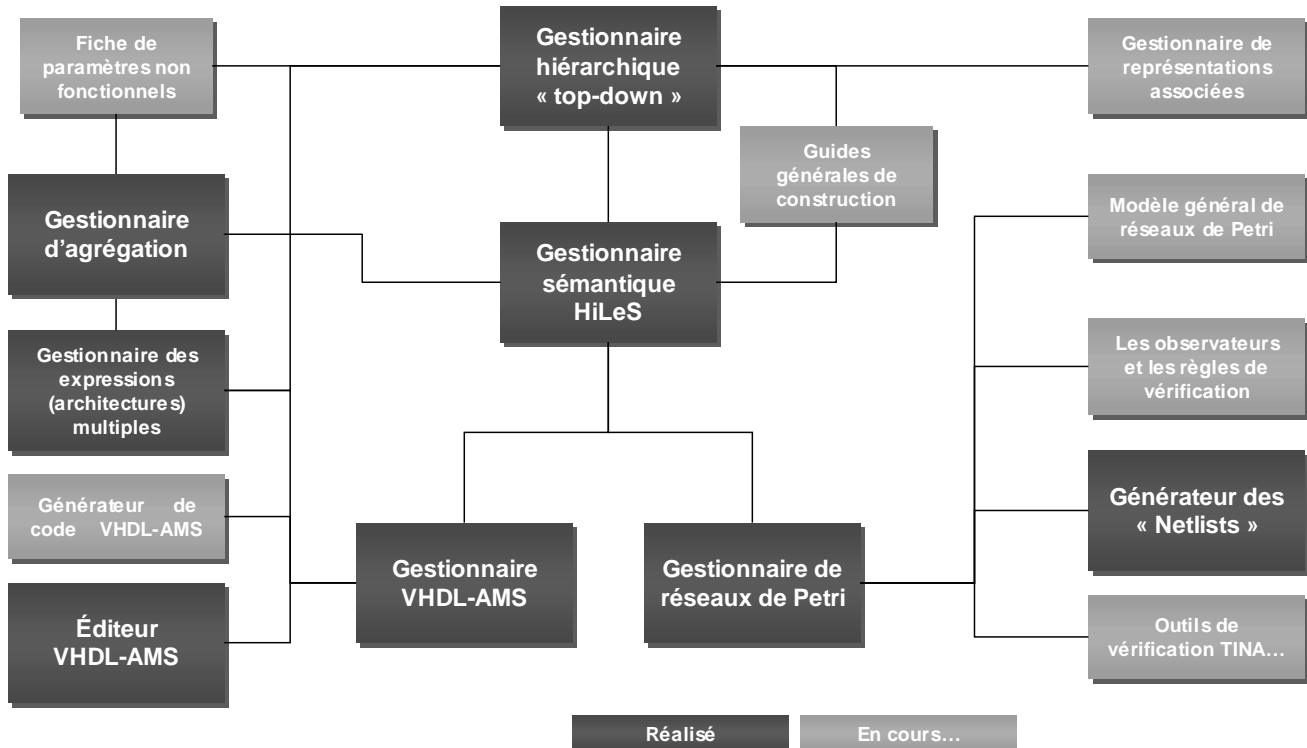 Fiche de
paramètres non
fonctionnels
Gestionnaire
hiérarchique
« top-down »
Gestionnaire de
représentations
associées
Guides
générales de
construction
Gestionnaire
d'agrégation
Gestionnaire
sémantique
HiLeS
Modèle général de
réseaux de Petri
Gestionnaire des
expressions
(architectures)
multiples
Les observateurs
et les règles de
vérification
Générateur de
code VHDL-AMS
Générateur des
« Netlists »
Gestionnaire
VHDL-AMS
Gestionnaire de
réseaux de Petri
Éditeur
VHDL-AMS
Outils de
vérification TINA…
Réalisé
En cours…